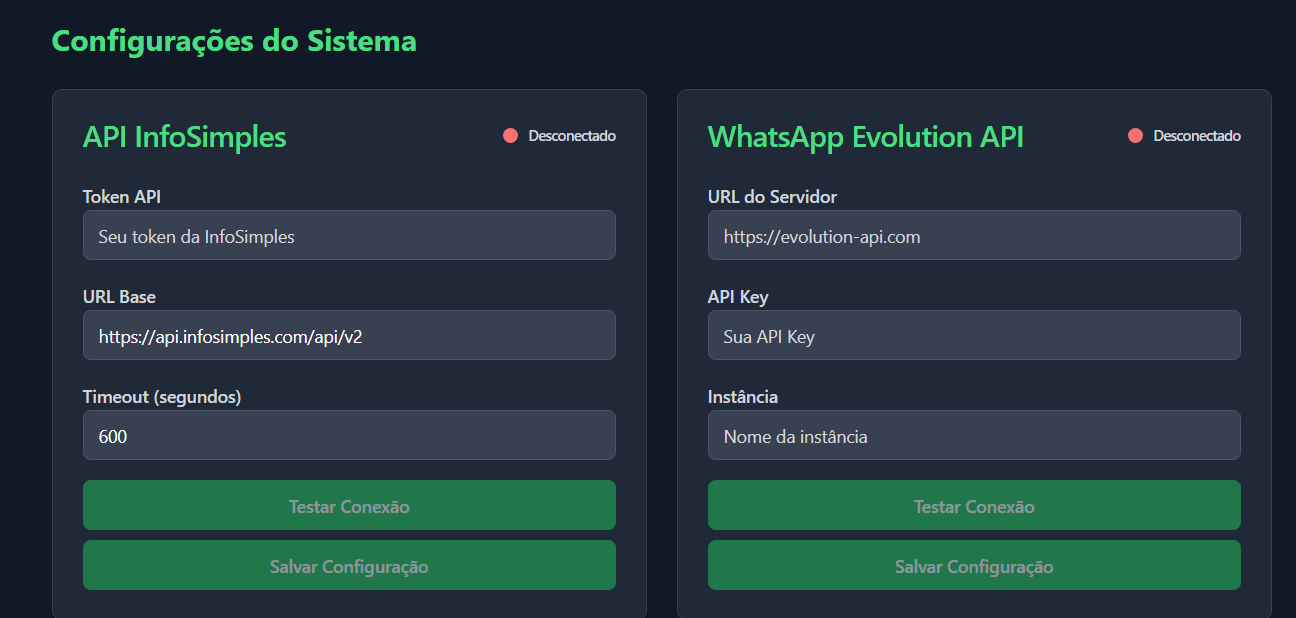 Configurações do Sistema
API InfoSimples
Desconectado
Token API
Seu token da InfoSimples
URL Base
https://api.infosimples.com/api/v2
Timeout (segundos)
600
Testar Conexão
Salvar Configuração
WhatsApp Evolution API
Desconectado
URL do Servidor
https://evolution-api.com
API Key
Sua API Key
Instância
Nome da instância
Testar Conexão
Salvar Configuração